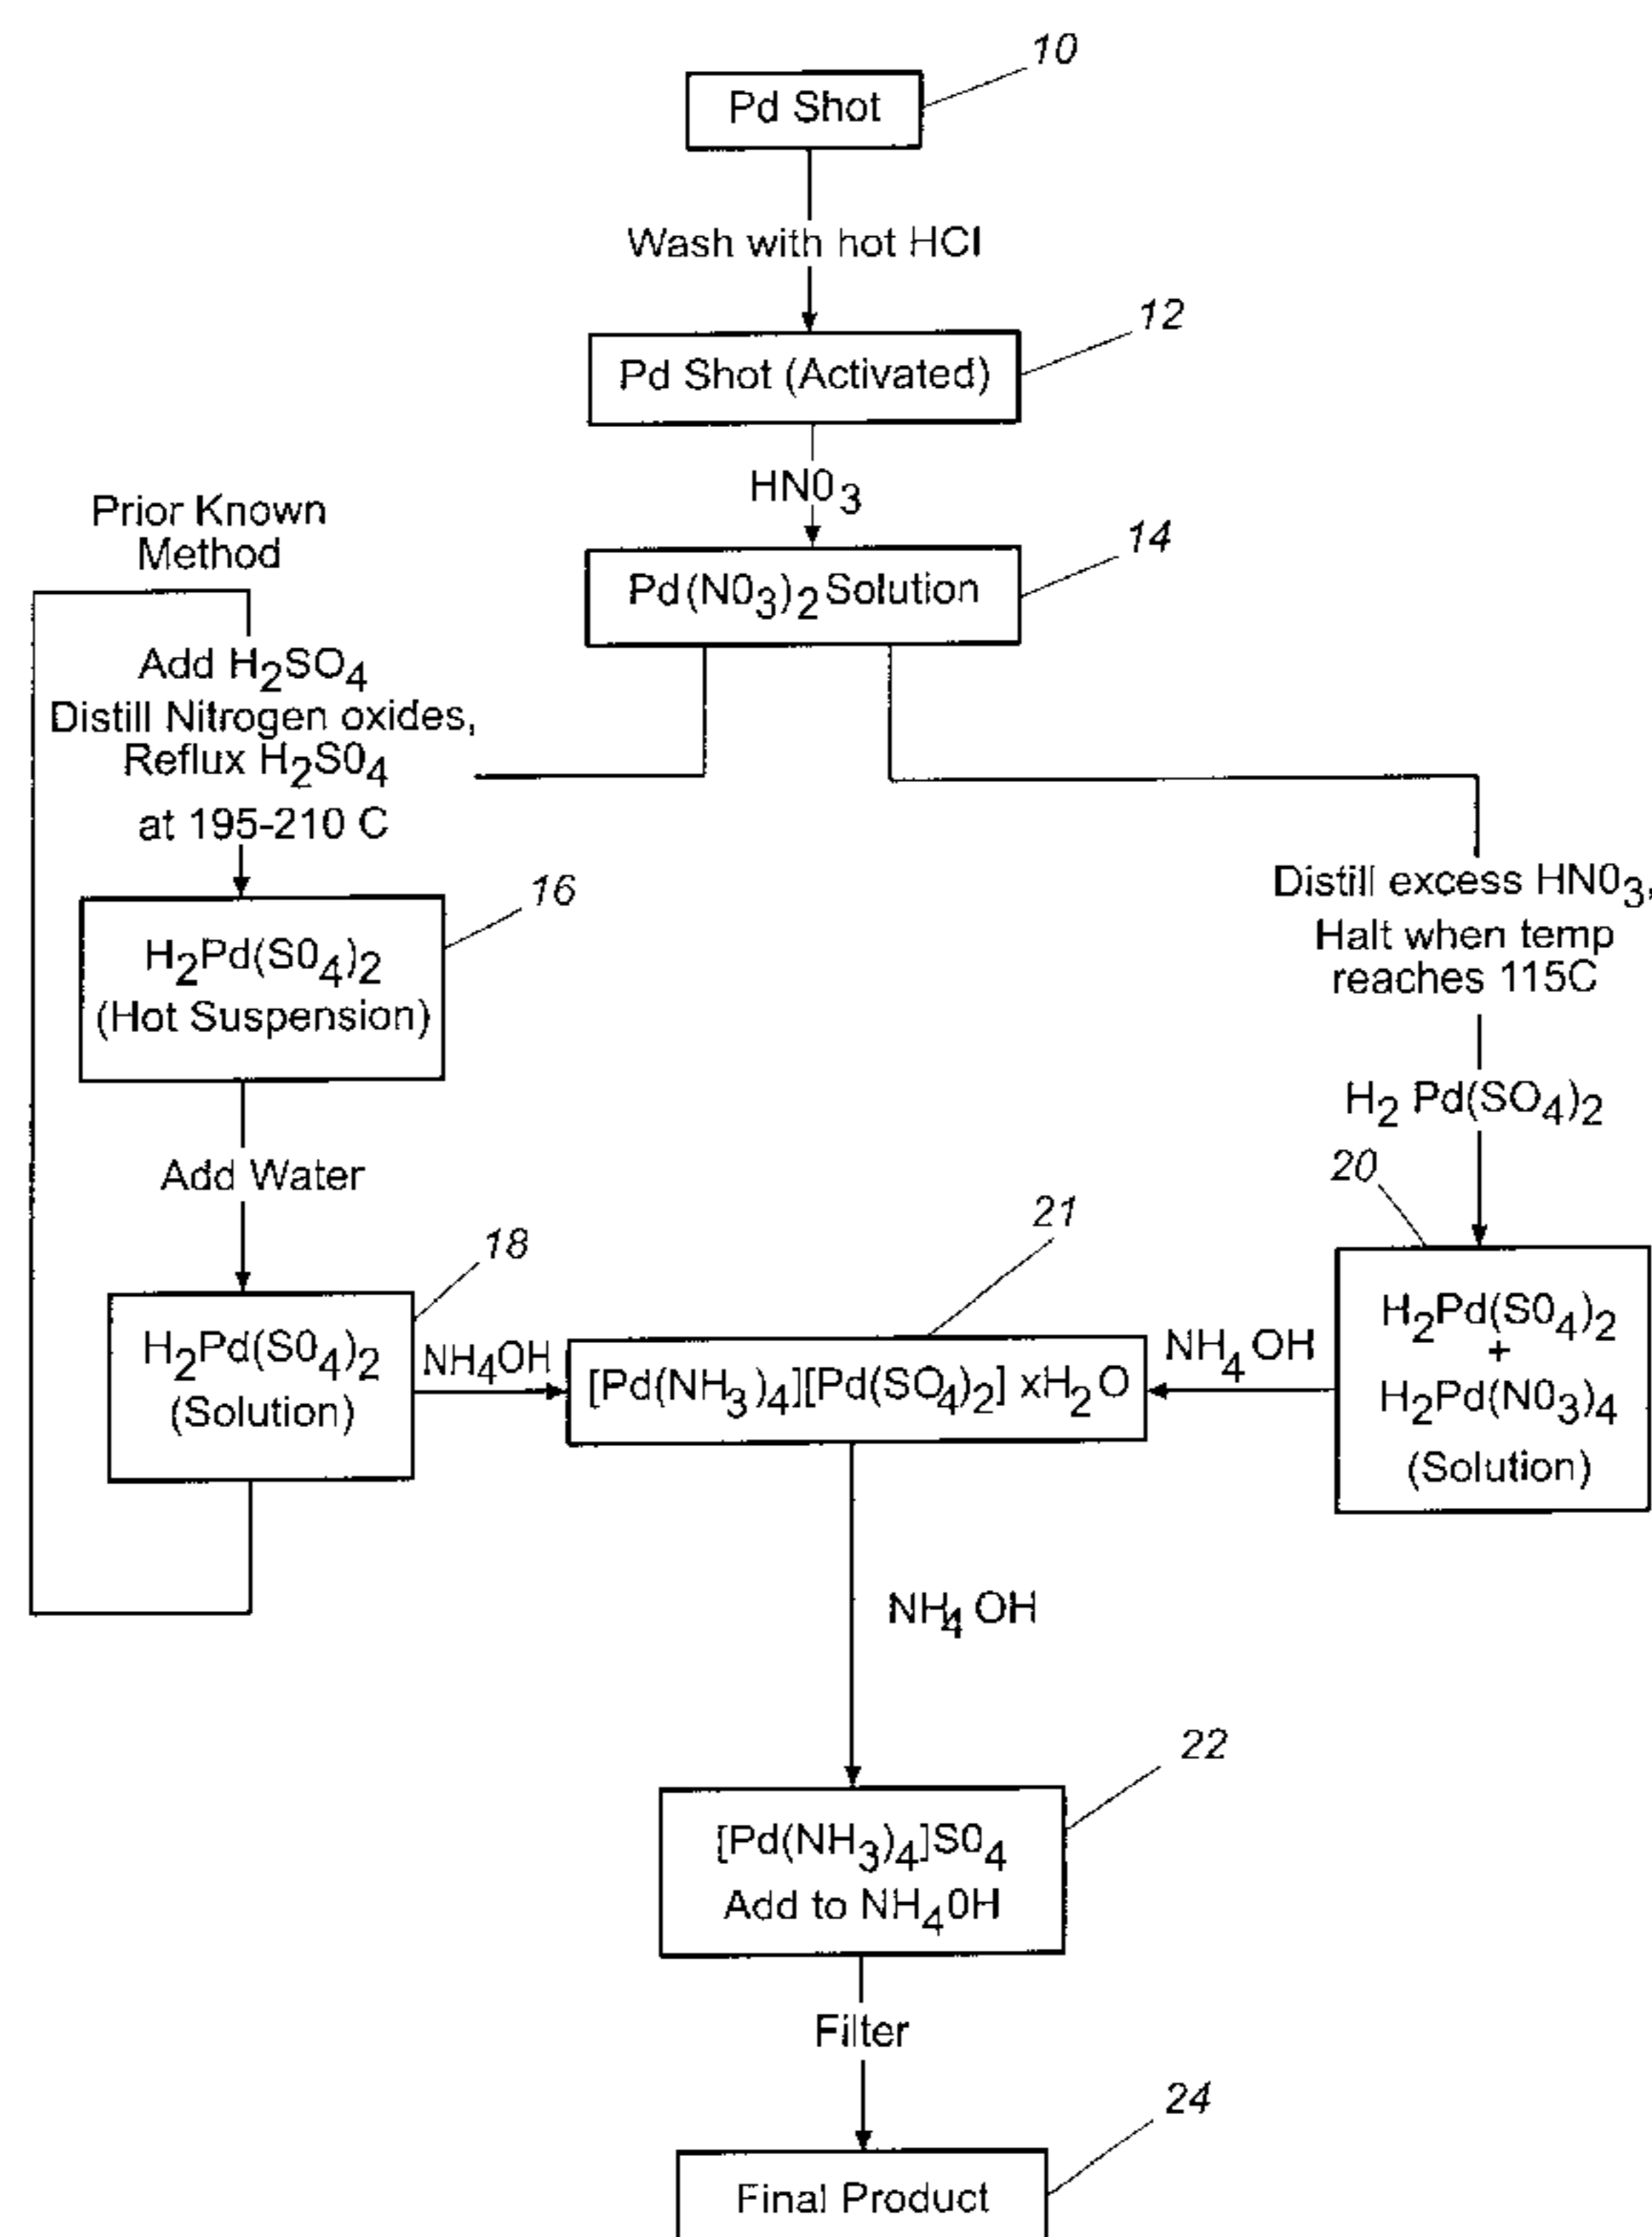 10
Pd Shot
Wash with hot HCl
12
Pd Shot (Activated)
HN03
14
Pd(N03)2 Solution
Prior Known
Method
Add H2SO4
Distill Nitrogen oxides,
Reflux H2S04
at 195-210 C
16
H2Pd(S04)2
(Hot Suspension)
Add Water
18
H2Pd(S04)2
(Solution)
NH4OH
Distill excess HN03,
Halt when temp
reaches 115C
H2 Pd(SO4)2
20
H2Pd(S04)2
+
H2Pd(N03)4
(Solution)
NH4 OH
21
[Pd(NH3)4][Pd(SO4)2] xH2O
NH4 OH
22
[Pd(NH3)4]S04
Add to NH40H
Filter
24
Final Product